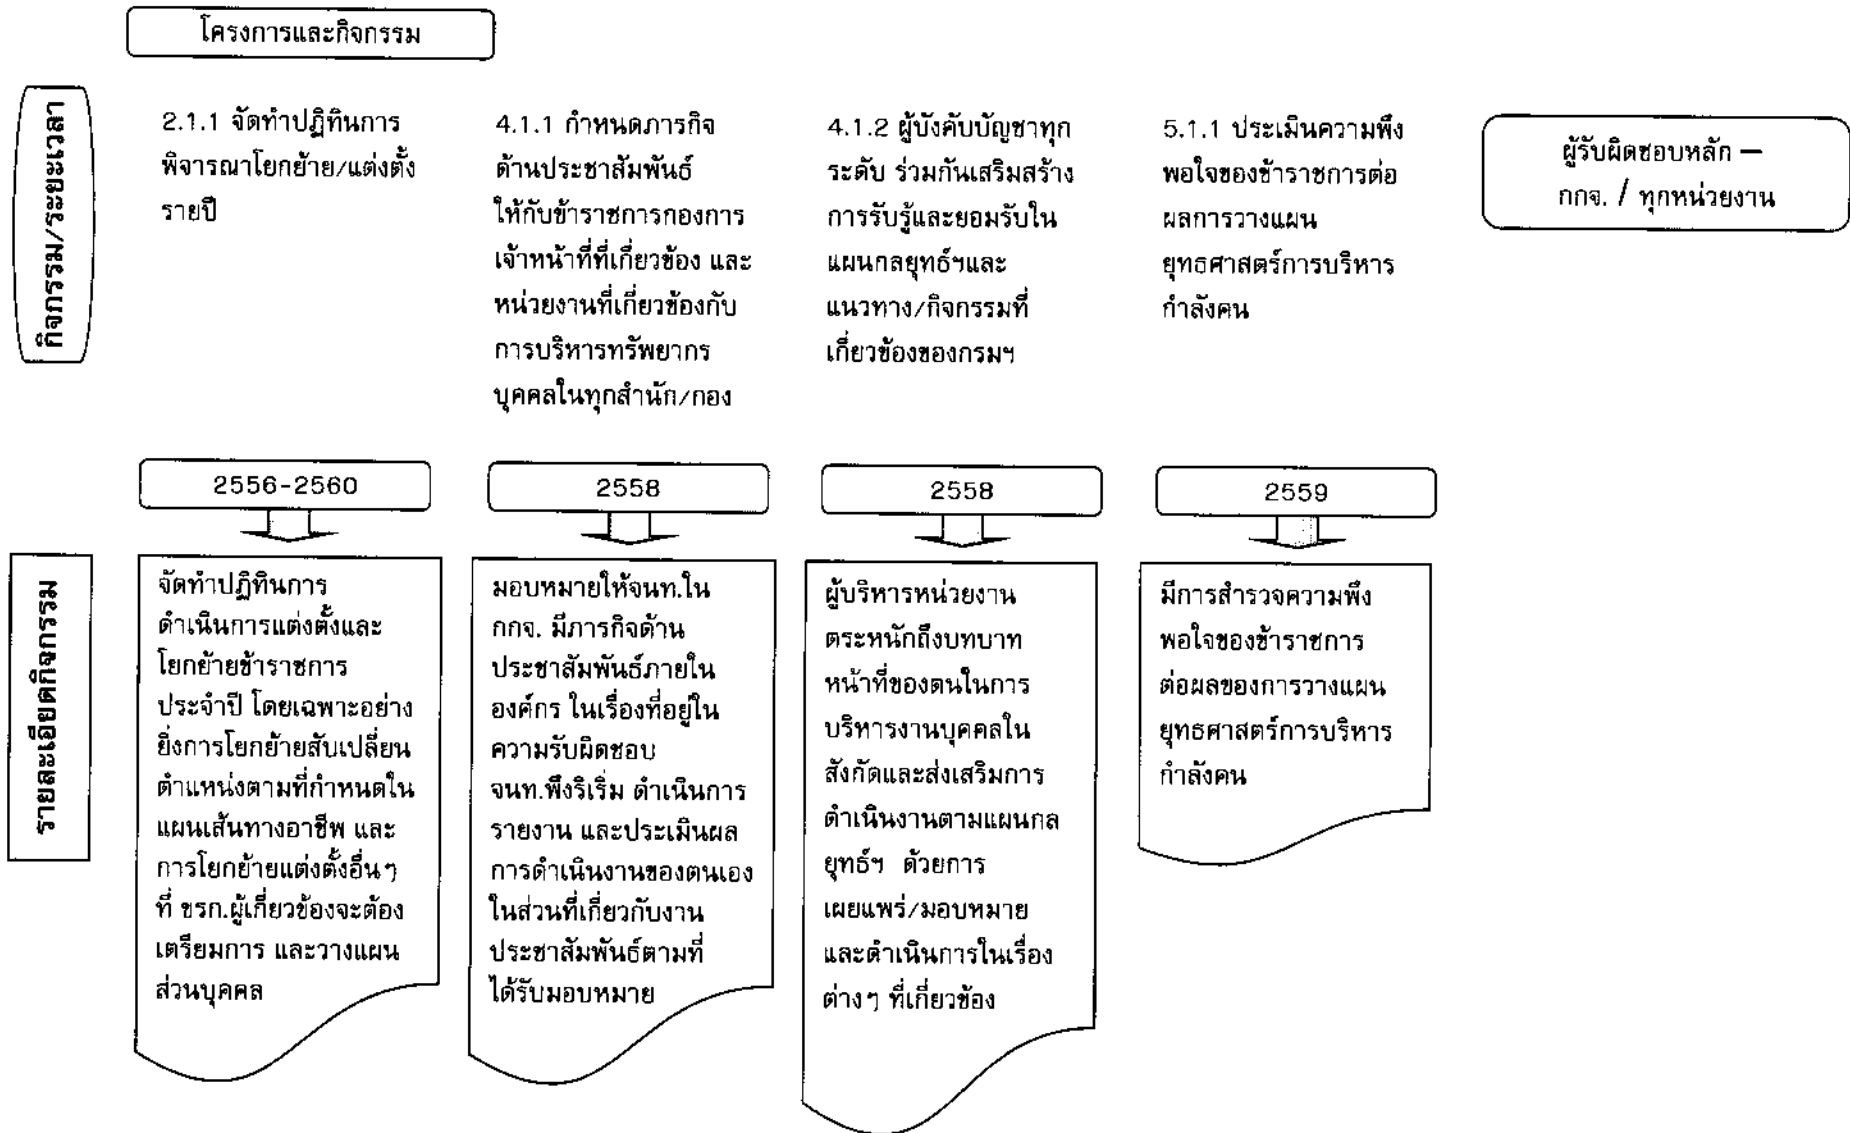 โครงการและกิจกรรม
กิจกรรม/ระยะเวลา
2.1.1 จัดทำปฏิทินการ
พิจารณาโยกย้าย/แต่งตั้ง
รายปี
4.1.1 กำหนดภารกิจ
ด้านประชาสัมพันธ์
ให้กับข้าราชการกองการ
เจ้าหน้าที่ที่เกี่ยวข้อง และ
หน่วยงานที่เกี่ยวข้องกับ
การบริหารทรัพยากร
บุคคลในทุกสำนัก/กอง
4.1.2 ผู้บังคับบัญชาทุก
ระดับ ร่วมกันเสริมสร้าง
การรับรู้และยอมรับใน
แผนกลยุทธ์ฯและ
แนวทาง/กิจกรรมที่
เกี่ยวข้องของกรมฯ
5.1.1 ประเมินความพึง
พอใจของข้าราชการต่อ
ผลการวางแผน
ยุทธศาสตร์การบริหาร
กำลังคน
ผู้รับผิดชอบหลัก –
กกจ. / ทุกหน่วยงาน
2556-2560
2558
2558
2559
รายละเอียดกิจกรรม
จัดทำปฏิทินการ
ดำเนินการแต่งตั้งและ
โยกย้ายข้าราชการ
ประจำปี โดยเฉพาะอย่าง
ยิ่งการโยกย้ายสับเปลี่ยน
ตำแหน่งตามที่กำหนดใน
แผนเส้นทางอาชีพ และ
การโยกย้ายแต่งตั้งอื่นๆ
ที่ ขรก.ผู้เกี่ยวข้องจะต้อง
เตรียมการ และวางแผน
ส่วนบุคคล
มอบหมายให้จนท.ใน
กกจ. มีภารกิจด้าน
ประชาสัมพันธ์ภายใน
องค์กร ในเรื่องที่อยู่ใน
ความรับผิดชอบ
จนท.พึงริเริ่ม ดำเนินการ
รายงาน และประเมินผล
การดำเนินงานของตนเอง
ในส่วนที่เกี่ยวกับงาน
ประชาสัมพันธ์ตามที่
ได้รับมอบหมาย
ผู้บริหารหน่วยงาน
ตระหนักถึงบทบาท
หน้าที่ของตนในการ
บริหารงานบุคคลใน
สังกัดและส่งเสริมการ
ดำเนินงานตามแผนกล
ยุทธ์ฯ ด้วยการ
เผยแพร่/มอบหมาย
และดำเนินการในเรื่อง
ต่างๆ ที่เกี่ยวข้อง
มีการสำรวจความพึง
พอใจของข้าราชการ
ต่อผลของการวางแผน
ยุทธศาสตร์การบริหาร
กำลังคน